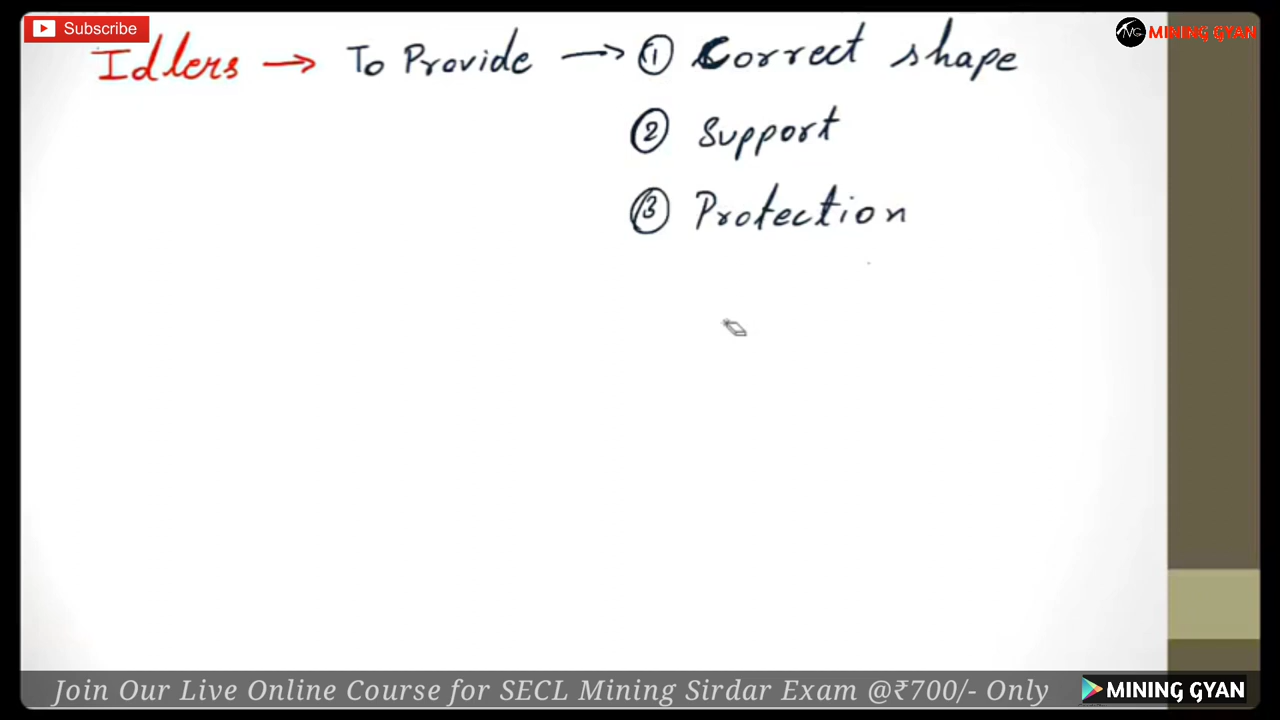 Subscribe
MINING GYAN
Idlers → To Provide → ① Correct shape
② Support
③ Protection
Join Our Live Online Course for SECL Mining Sirdar Exam @₹700/- Only
MINING GYAN